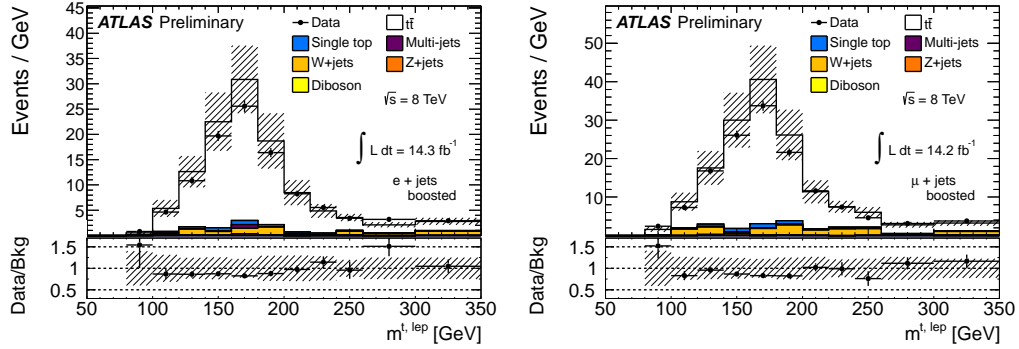 ATLAS Preliminary
Data
tt̄
Single top
Multi-jets
W+jets
Z+jets
Diboson
√s = 8 TeV
∫ L dt = 14.3 fb⁻¹
e + jets
boosted
Events / GeV
45
40
35
30
25
20
15
10
5
Data/Bkg
1.5
1
0.5
50 100 150 200 250 300 350
m^{t, lep} [GeV]
ATLAS Preliminary
Data
tt̄
Single top
Multi-jets
W+jets
Z+jets
Diboson
√s = 8 TeV
∫ L dt = 14.2 fb⁻¹
μ + jets
boosted
Events / GeV
50
40
30
20
10
Data/Bkg
1.5
1
0.5
50 100 150 200 250 300 350
m^{t, lep} [GeV]